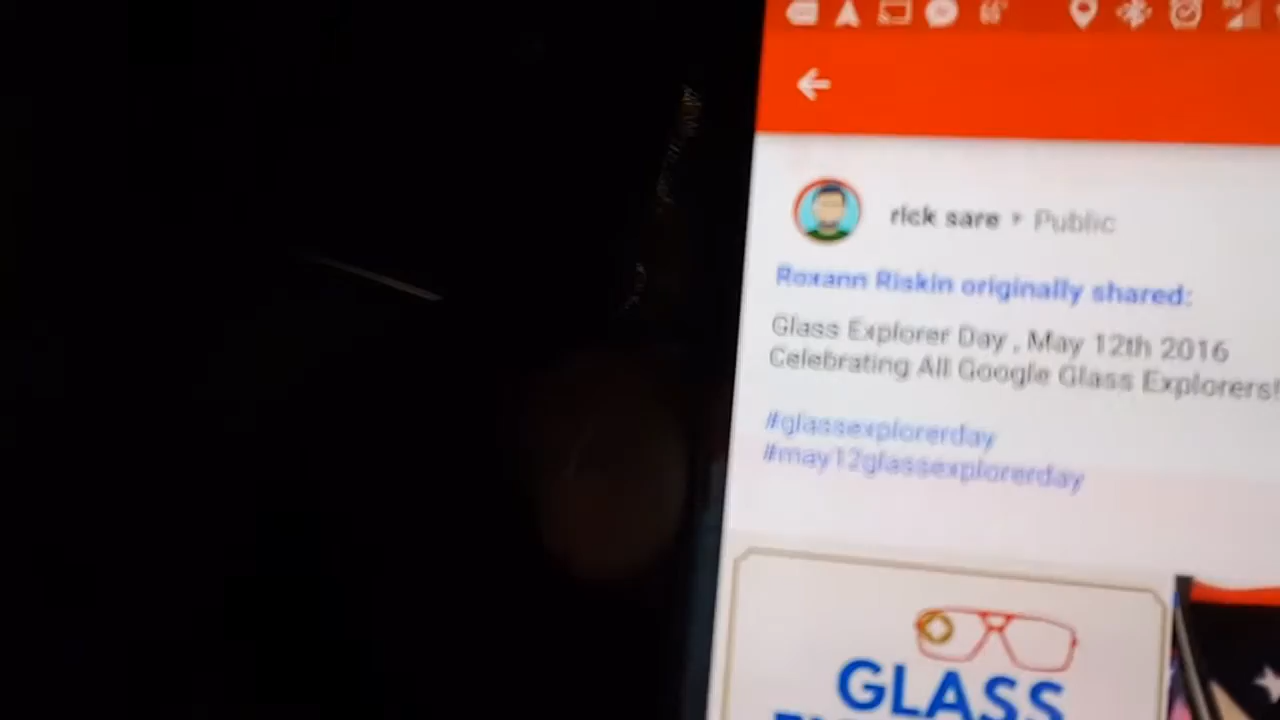 rick sare ▸ Public
Roxann Riskin originally shared:
Glass Explorer Day , May 12th 2016
Celebrating All Google Glass Explorers!
#glassexplorerday
#may12glassexplorerday
GLASS